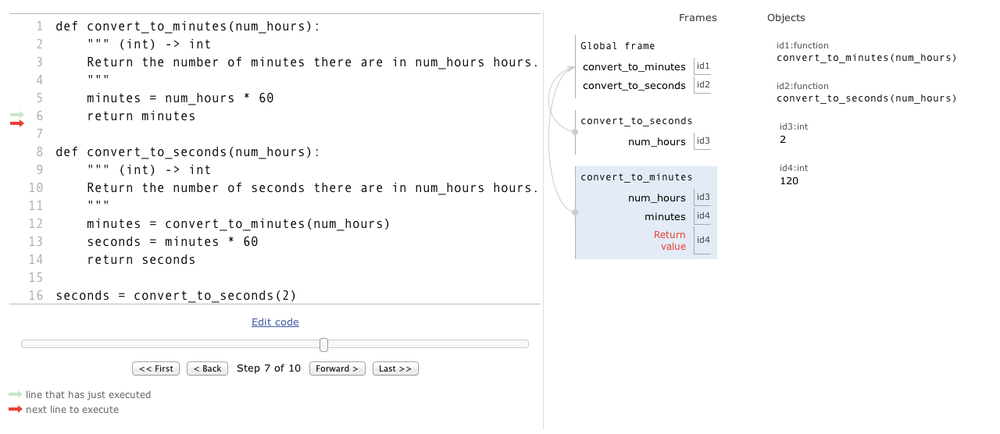 1 def convert_to_minutes(num_hours):
2     """ (int) -> int
3     Return the number of minutes there are in num_hours hours.
4     """
5     minutes = num_hours * 60
6     return minutes
7
8 def convert_to_seconds(num_hours):
9     """ (int) -> int
10     Return the number of seconds there are in num_hours hours.
11     """
12     minutes = convert_to_minutes(num_hours)
13     seconds = minutes * 60
14     return seconds
15
16 seconds = convert_to_seconds(2)
Edit code
<< First < Back Step 7 of 10 Forward > Last >>
line that has just executed
next line to execute
Frames Objects
Global frame
convert_to_minutes id1
convert_to_seconds id2
convert_to_seconds
num_hours id3
convert_to_minutes
num_hours id3
minutes id4
Return
value id4
id1:function
convert_to_minutes(num_hours)
id2:function
convert_to_seconds(num_hours)
id3:int
2
id4:int
120